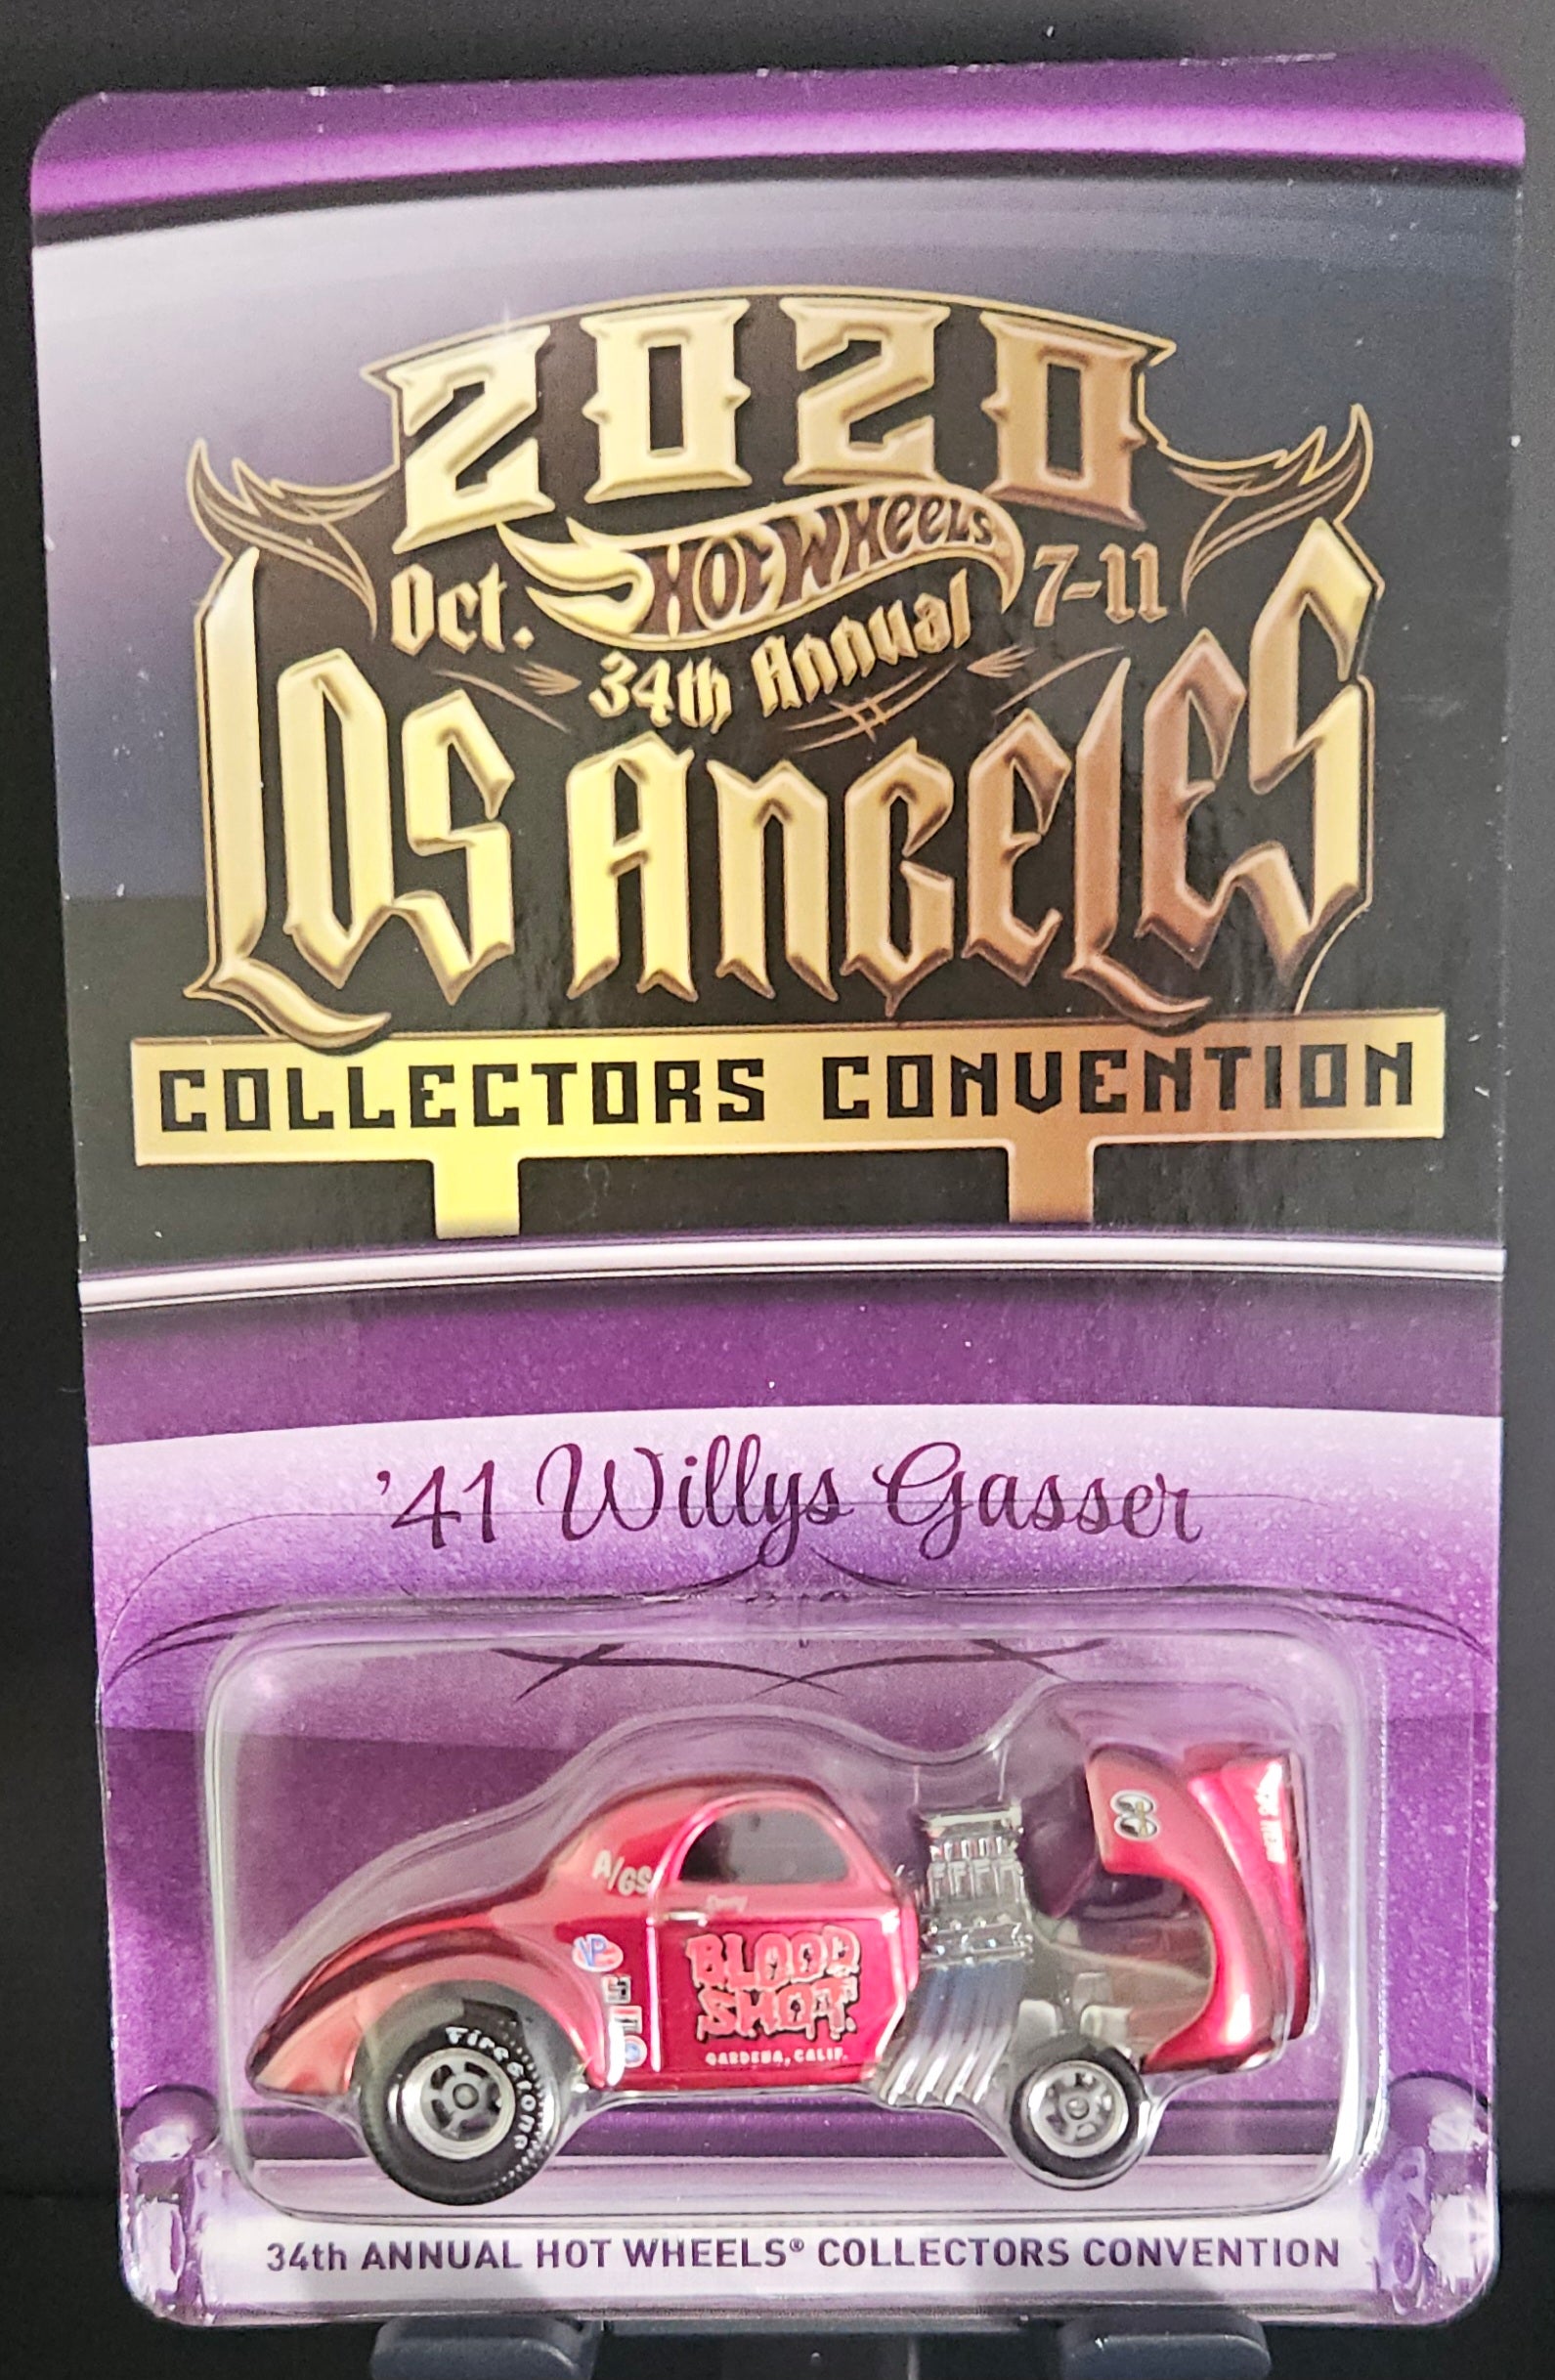 2020
Oct. HOT WHEELS 7-11
34th Annual
LOS ANGELES
COLLECTORS CONVENTION
'41 Willys Gasser
A/GS
VP
BLOOD
SHOT
GARDENA, CALIF.
Firestone
34th ANNUAL HOT WHEELS® COLLECTORS CONVENTION